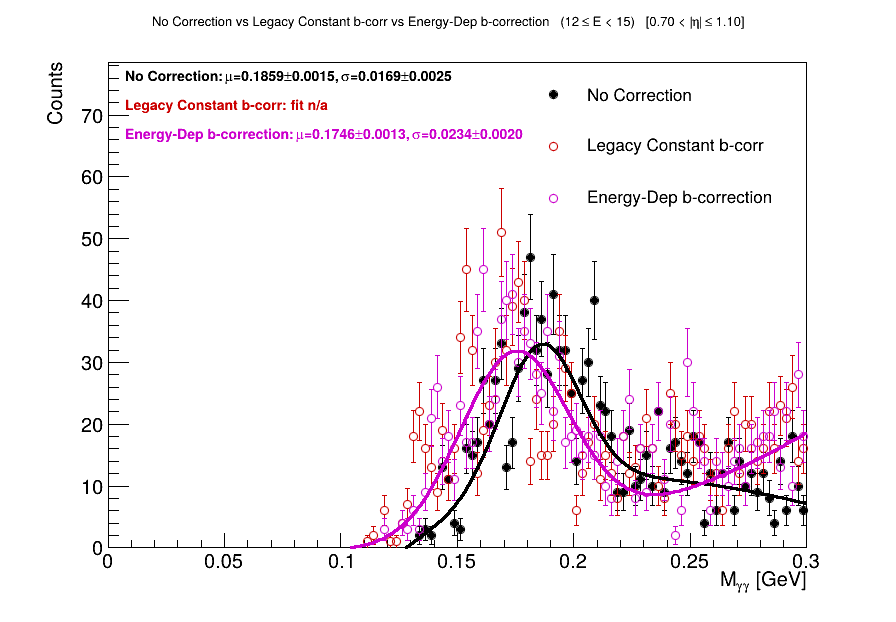 No Correction vs Legacy Constant b-corr vs Energy-Dep b-correction (12 ≤ E < 15) [0.70 < |η| ≤ 1.10]
Counts
No Correction: μ=0.1859±0.0015, σ=0.0169±0.0025
Legacy Constant b-corr: fit n/a
Energy-Dep b-correction: μ=0.1746±0.0013, σ=0.0234±0.0020
No Correction
Legacy Constant b-corr
Energy-Dep b-correction
70
60
50
40
30
20
10
0
0 0.05 0.1 0.15 0.2 0.25 0.3
Mγγ [GeV]